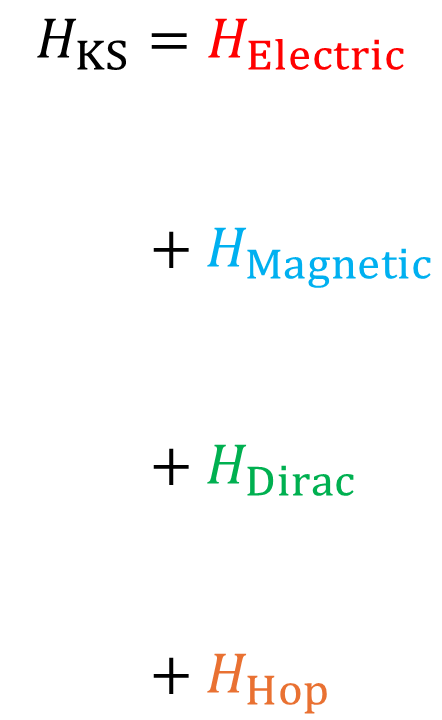 H_KS = H_Electric
+ H_Magnetic
+ H_Dirac
+ H_Hop